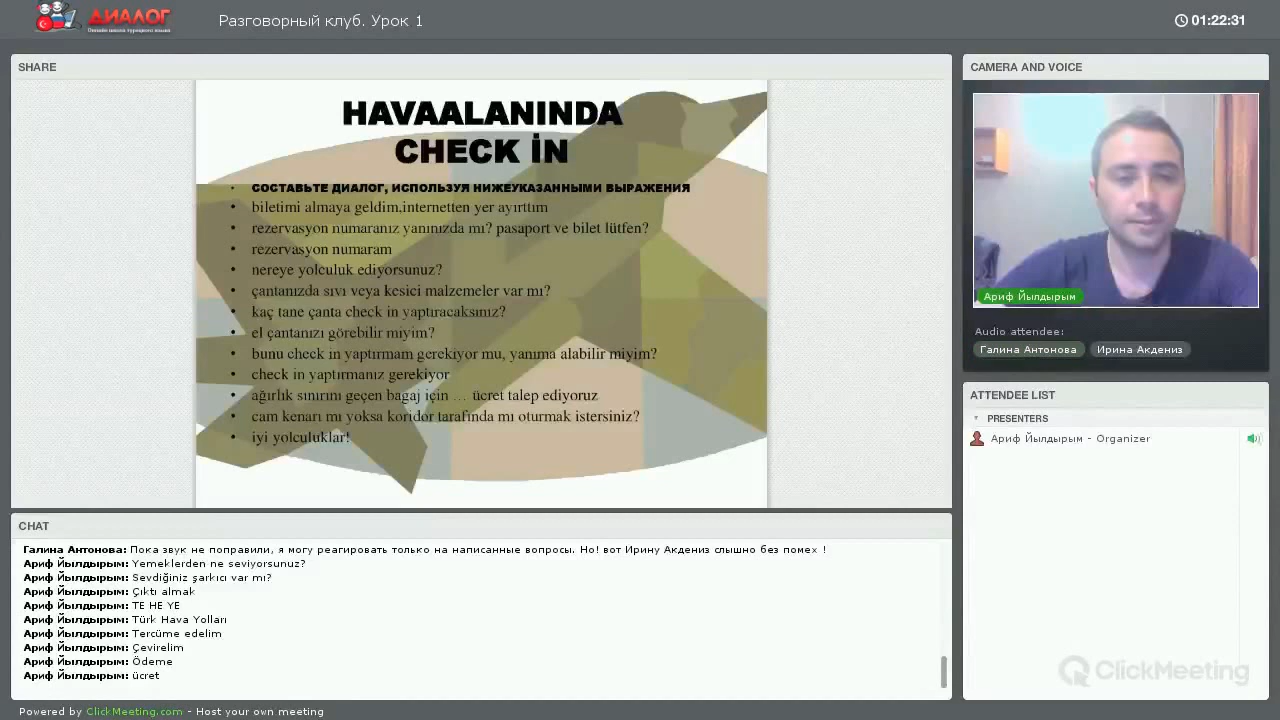 ДИАЛОГ
Онлайн школа турецкого языка
Разговорный клуб. Урок 1
01:22:31
SHARE
HAVAALANINDA
CHECK İN
• СОСТАВЬТЕ ДИАЛОГ, ИСПОЛЬЗУЯ НИЖЕУКАЗАННЫМИ ВЫРАЖЕНИЯ
• biletimi almaya geldim,internetten yer ayırttım
• rezervasyon numaranız yanınızda mı? pasaport ve bilet lütfen?
• rezervasyon numaram
• nereye yolculuk ediyorsunuz?
• çantanızda sıvı veya kesici malzemeler var mı?
• kaç tane çanta check in yaptıracaksınız?
• el çantanızı görebilir miyim?
• bunu check in yaptırmam gerekiyor mu, yanıma alabilir miyim?
• check in yaptırmanız gerekiyor
• ağırlık sınırını geçen bagaj için … ücret talep ediyoruz
• cam kenarı mı yoksa koridor tarafında mı oturmak istersiniz?
• iyi yolculuklar!
CHAT
Галина Антонова: Пока звук не поправили, я могу реагировать только на написанные вопросы. Но! вот Ирину Акдениз слышно без помех !
Ариф Йылдырым: Yemeklerden ne seviyorsunuz?
Ариф Йылдырым: Sevdiğiniz şarkıcı var mı?
Ариф Йылдырым: Çıktı almak
Ариф Йылдырым: TE HE YE
Ариф Йылдырым: Türk Hava Yolları
Ариф Йылдырым: Tercüme edelim
Ариф Йылдырым: Çevirelim
Ариф Йылдырым: Ödeme
Ариф Йылдырым: ücret
CAMERA AND VOICE
Ариф Йылдырым
Audio attendee:
Галина Антонова Ирина Акдениз
ATTENDEE LIST
PRESENTERS
Ариф Йылдырым - Organizer
ClickMeeting
Powered by ClickMeeting.com - Host your own meeting